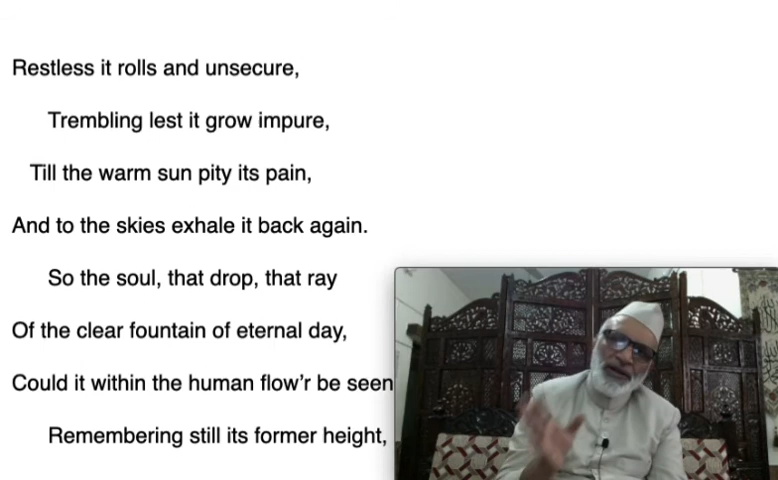 Restless it rolls and unsecure,
Trembling lest it grow impure,
Till the warm sun pity its pain,
And to the skies exhale it back again.
So the soul, that drop, that ray
Of the clear fountain of eternal day,
Could it within the human flow'r be seen
Remembering still its former height,